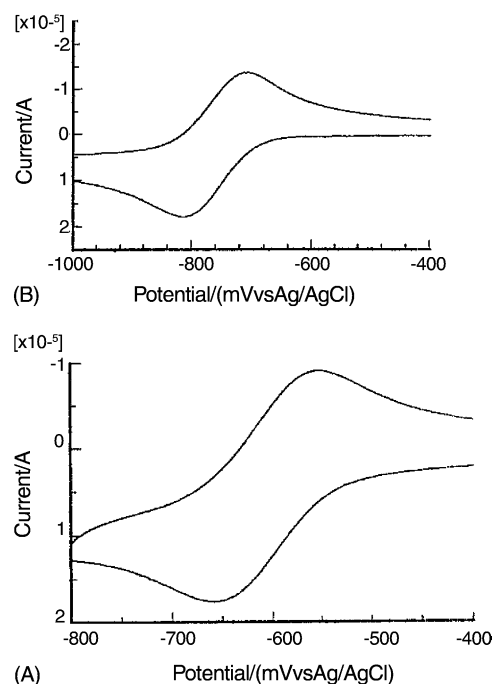 [x10⁻⁵]
-2
-1
0
1
2
Current/A
-1000
-800
-600
-400
(B)
Potential/(mVvsAg/AgCl)
[x10⁻⁵]
-1
0
1
2
Current/A
-800
-700
-600
-500
-400
(A)
Potential/(mVvsAg/AgCl)